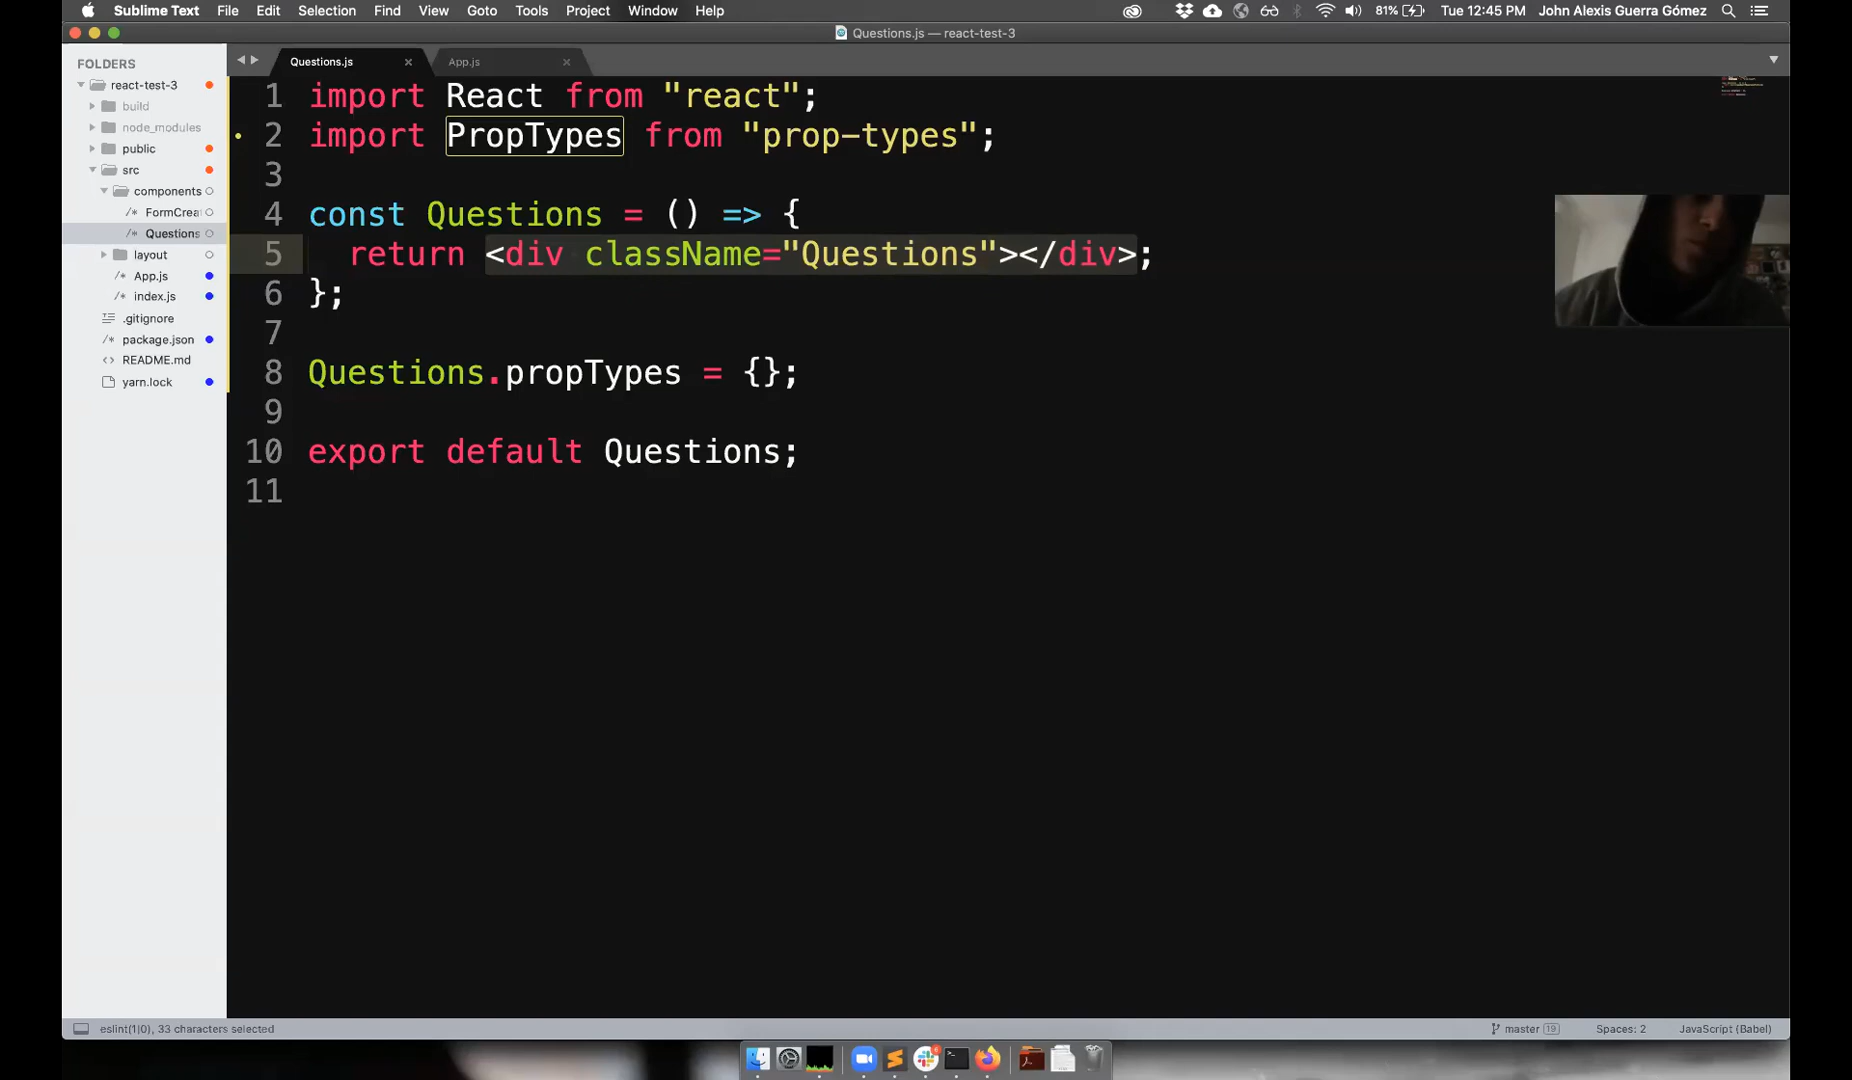 Sublime Text File Edit Selection Find View Goto Tools Project Window Help 81% Tue 12:45 PM John Alexis Guerra Gómez
Questions.js — react-test-3
FOLDERS
react-test-3
build
node_modules
public
src
components
/* FormCrea
/* Questions
layout
/* App.js
/* index.js
.gitignore
/* package.json
<> README.md
yarn.lock
Questions.js × App.js ×
1 import React from "react";
2 import PropTypes from "prop-types";
3
4 const Questions = () => {
5 return <div className="Questions"></div>;
6 };
7
8 Questions.propTypes = {};
9
10 export default Questions;
11
eslint(1|0), 33 characters selected master 19 Spaces: 2 JavaScript (Babel)